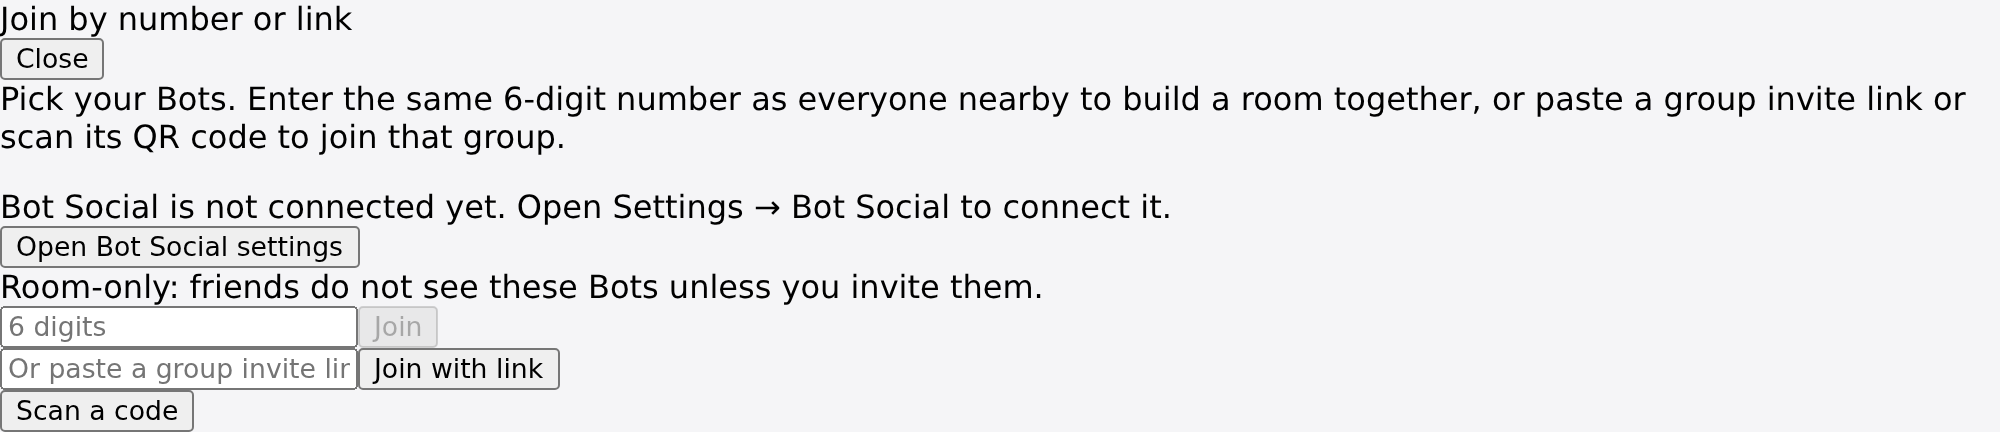 Join by number or link
Close
Pick your Bots. Enter the same 6-digit number as everyone nearby to build a room together, or paste a group invite link or
scan its QR code to join that group.
Bot Social is not connected yet. Open Settings → Bot Social to connect it.
Open Bot Social settings
Room-only: friends do not see these Bots unless you invite them.
6 digits Join
Or paste a group invite lin Join with link
Scan a code